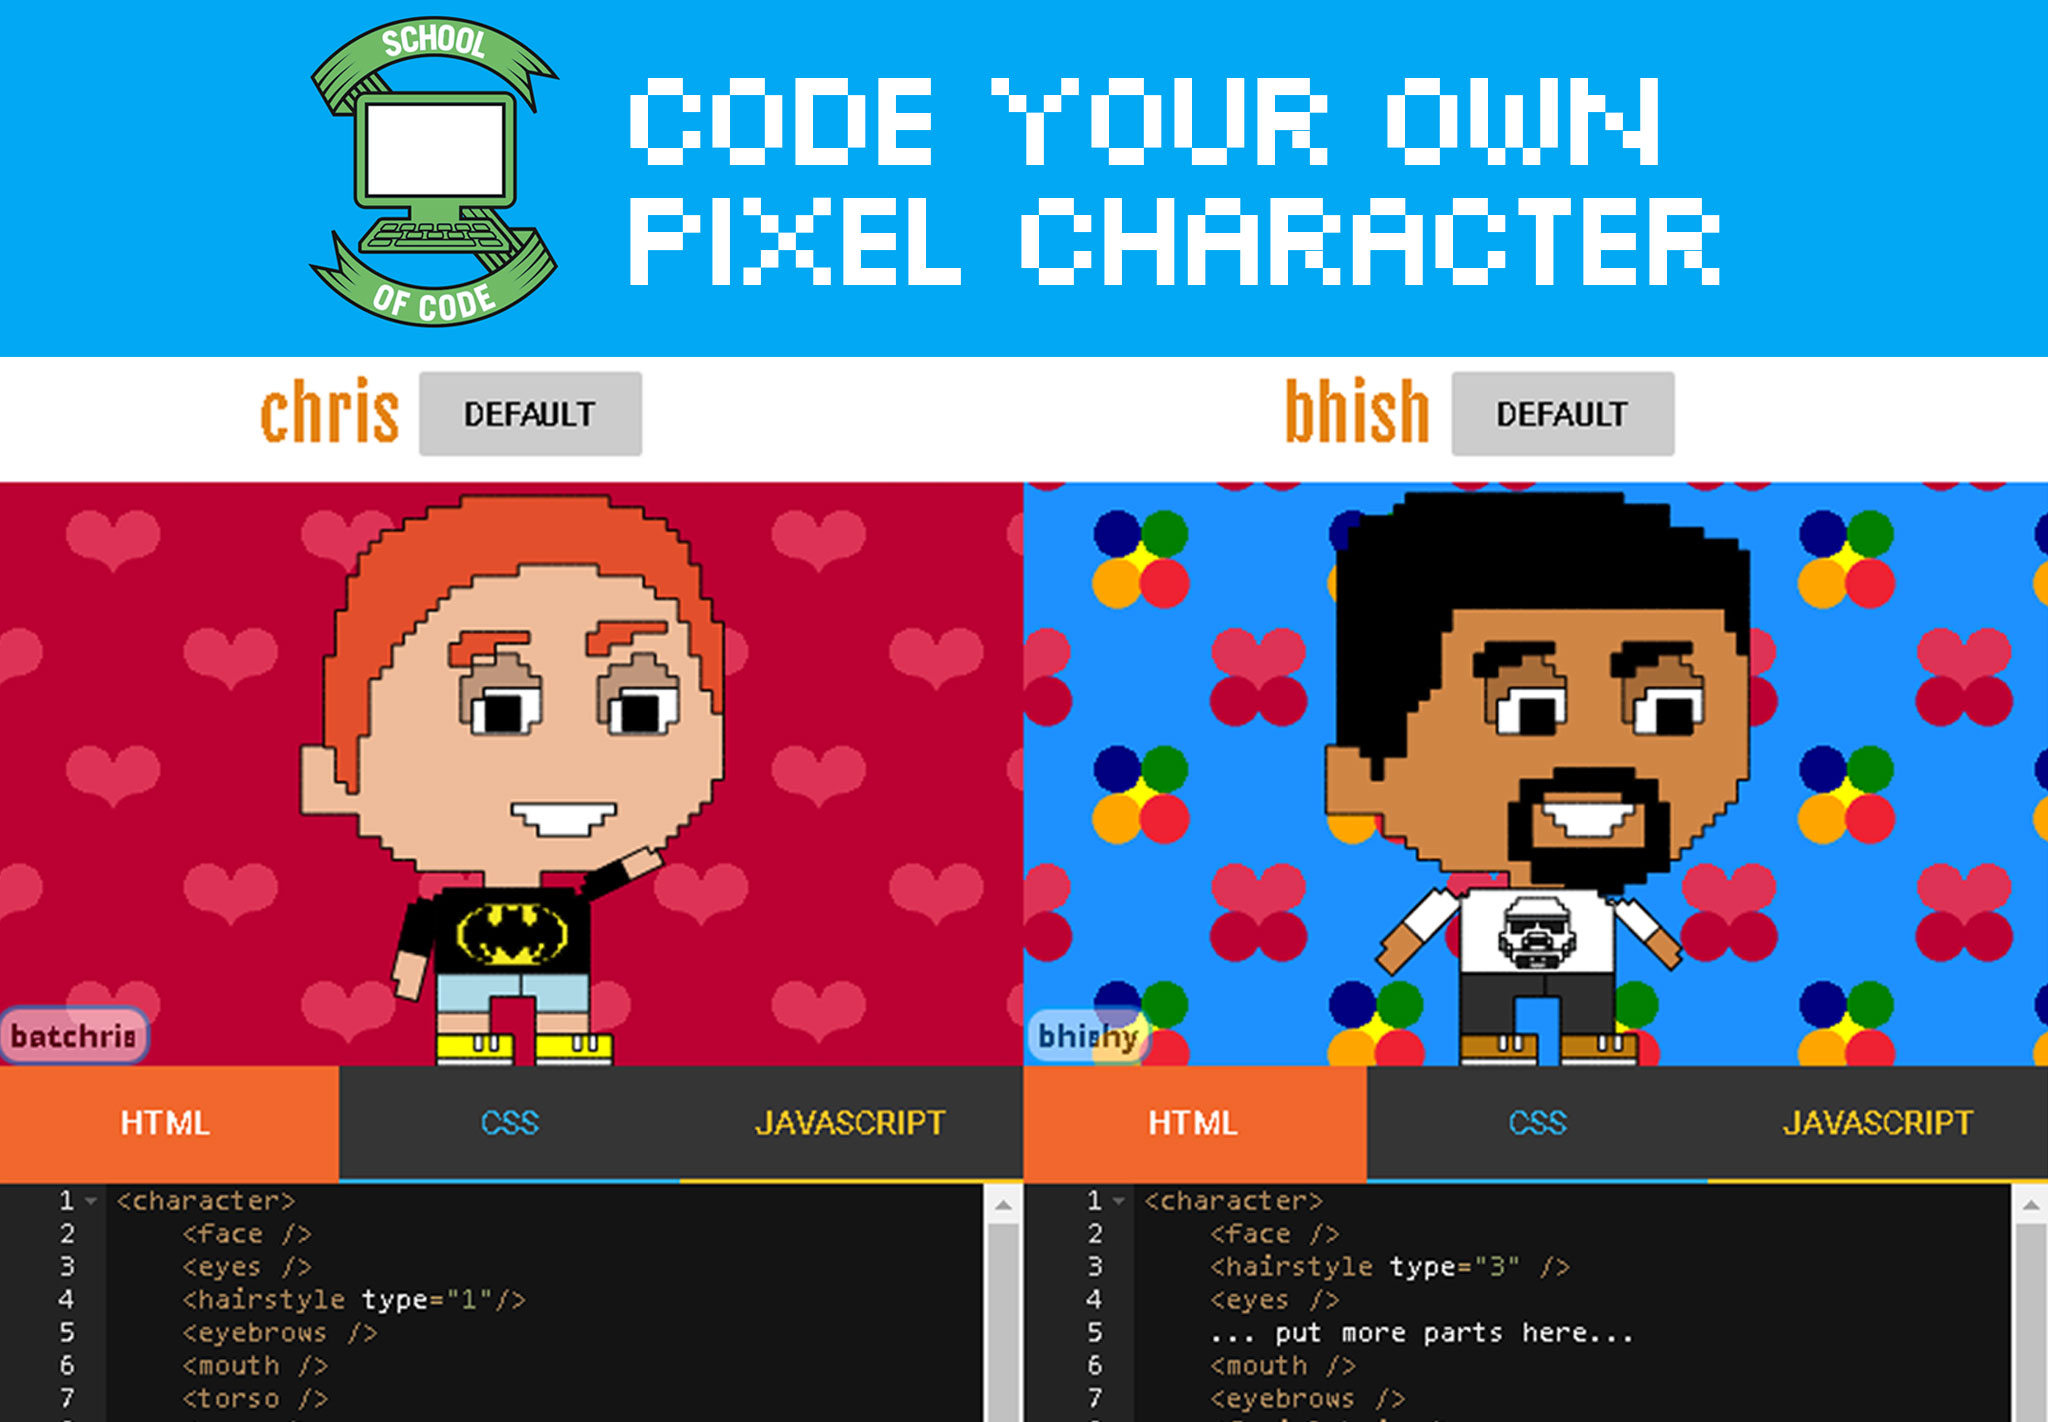 SCHOOL
OF CODE
CODE YOUR OWN
PIXEL CHARACTER
chris DEFAULT
batchris
HTML CSS JAVASCRIPT
1 <character>
2 <face />
3 <eyes />
4 <hairstyle type="1"/>
5 <eyebrows />
6 <mouth />
7 <torso />
bhish DEFAULT
bhishy
HTML CSS JAVASCRIPT
1 <character>
2 <face />
3 <hairstyle type="3" />
4 <eyes />
5 ... put more parts here...
6 <mouth />
7 <eyebrows />